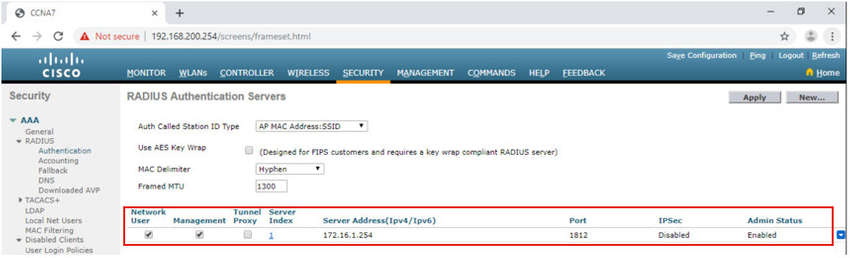 CCNA7
Not secure | 192.168.200.254/screens/frameset.html
CISCO
Save Configuration | Ping | Logout | Refresh
MONITOR WLANs CONTROLLER WIRELESS SECURITY MANAGEMENT COMMANDS HELP FEEDBACK
Home
Security
RADIUS Authentication Servers
Apply
New...
AAA
General
RADIUS
Authentication
Accounting
Fallback
DNS
Downloaded AVP
TACACS+
LDAP
Local Net Users
MAC Filtering
Disabled Clients
User Login Policies
Auth Called Station ID Type AP MAC Address:SSID
Use AES Key Wrap (Designed for FIPS customers and requires a key wrap compliant RADIUS server)
MAC Delimiter Hyphen
Framed MTU 1300
Network User Management Tunnel Proxy Server Index Server Address(Ipv4/Ipv6) Port IPSec Admin Status
1 172.16.1.254 1812 Disabled Enabled